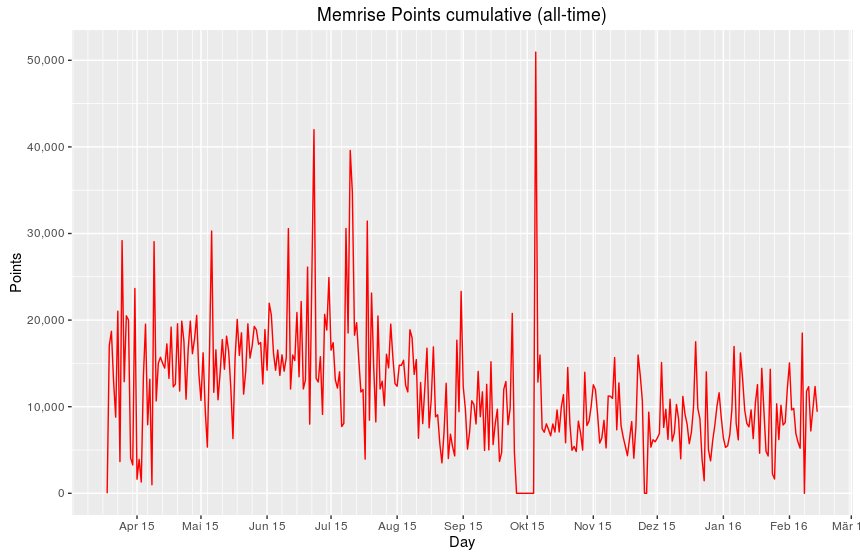 Memrise Points cumulative (all-time)
Points
50,000
40,000
30,000
20,000
10,000
0
Apr 15 Mai 15 Jun 15 Jul 15 Aug 15 Sep 15 Okt 15 Nov 15 Dez 15 Jan 16 Feb 16 Mär 1
Day